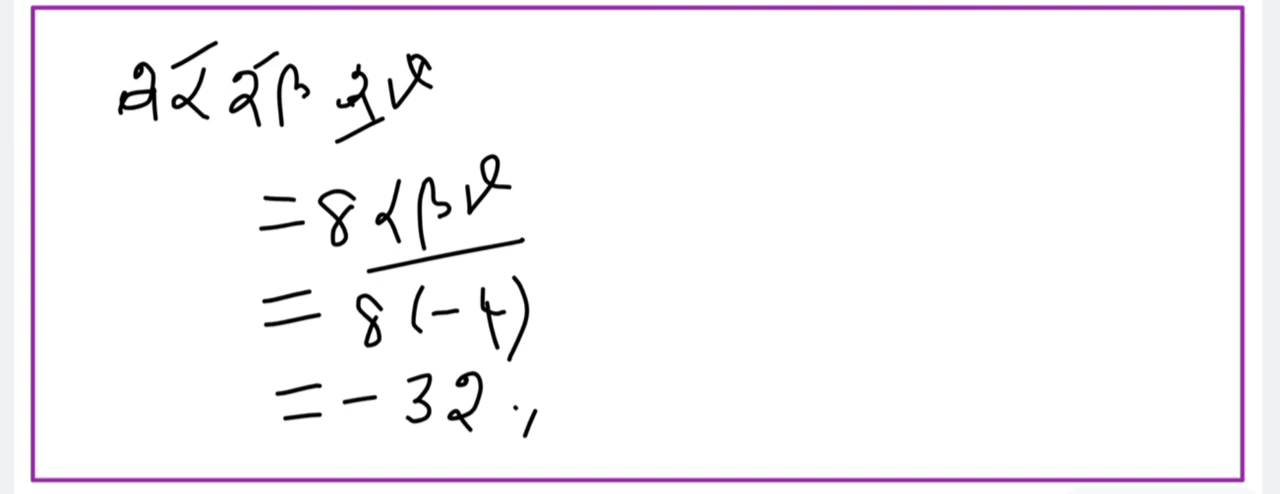 2α 2β 2γ
= 8αβγ
= 8(-4)
= -32 .,